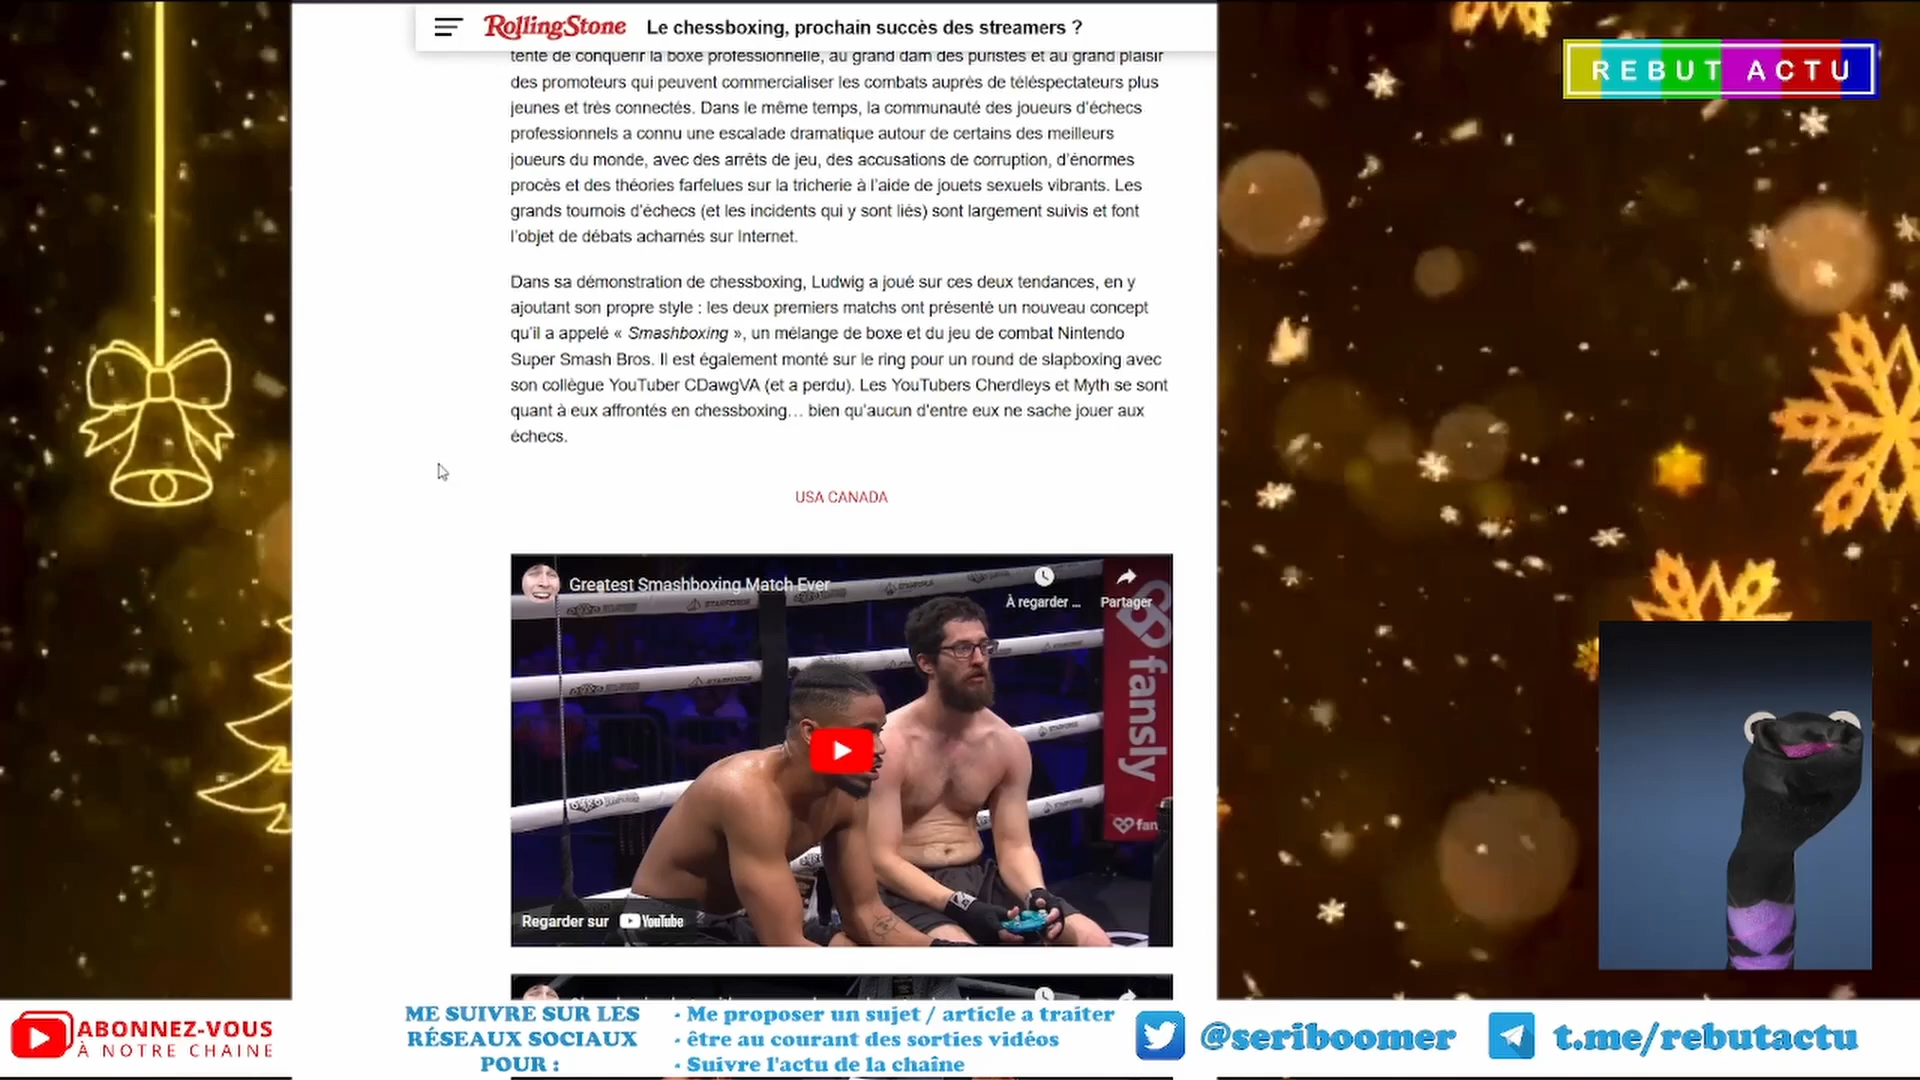 RollingStone Le chessboxing, prochain succès des streamers ?
REBUT ACTU
tente de conquérir la boxe professionnelle, au grand dam des puristes et au grand plaisir
des promoteurs qui peuvent commercialiser les combats auprès de téléspectateurs plus
jeunes et très connectés. Dans le même temps, la communauté des joueurs d'échecs
professionnels a connu une escalade dramatique autour de certains des meilleurs
joueurs du monde, avec des arrêts de jeu, des accusations de corruption, d'énormes
procès et des théories farfelues sur la tricherie à l'aide de jouets sexuels vibrants. Les
grands tournois d'échecs (et les incidents qui y sont liés) sont largement suivis et font
l'objet de débats acharnés sur Internet.
Dans sa démonstration de chessboxing, Ludwig a joué sur ces deux tendances, en y
ajoutant son propre style : les deux premiers matchs ont présenté un nouveau concept
qu'il a appelé « Smashboxing », un mélange de boxe et du jeu de combat Nintendo
Super Smash Bros. Il est également monté sur le ring pour un round de slapboxing avec
son collègue YouTuber CDawgVA (et a perdu). Les YouTubers Cherdleys et Myth se sont
quant à eux affrontés en chessboxing… bien qu'aucun d'entre eux ne sache jouer aux
échecs.
USA CANADA
Greatest Smashboxing Match Ever
À regarder ...
Partager
fansly
fan
Regarder sur YouTube
ABONNEZ-VOUS
À NOTRE CHAINE
ME SUIVRE SUR LES
RÉSEAUX SOCIAUX
POUR :
- Me proposer un sujet / article a traiter
- être au courant des sorties vidéos
- Suivre l'actu de la chaîne
@seriboomer
t.me/rebutactu